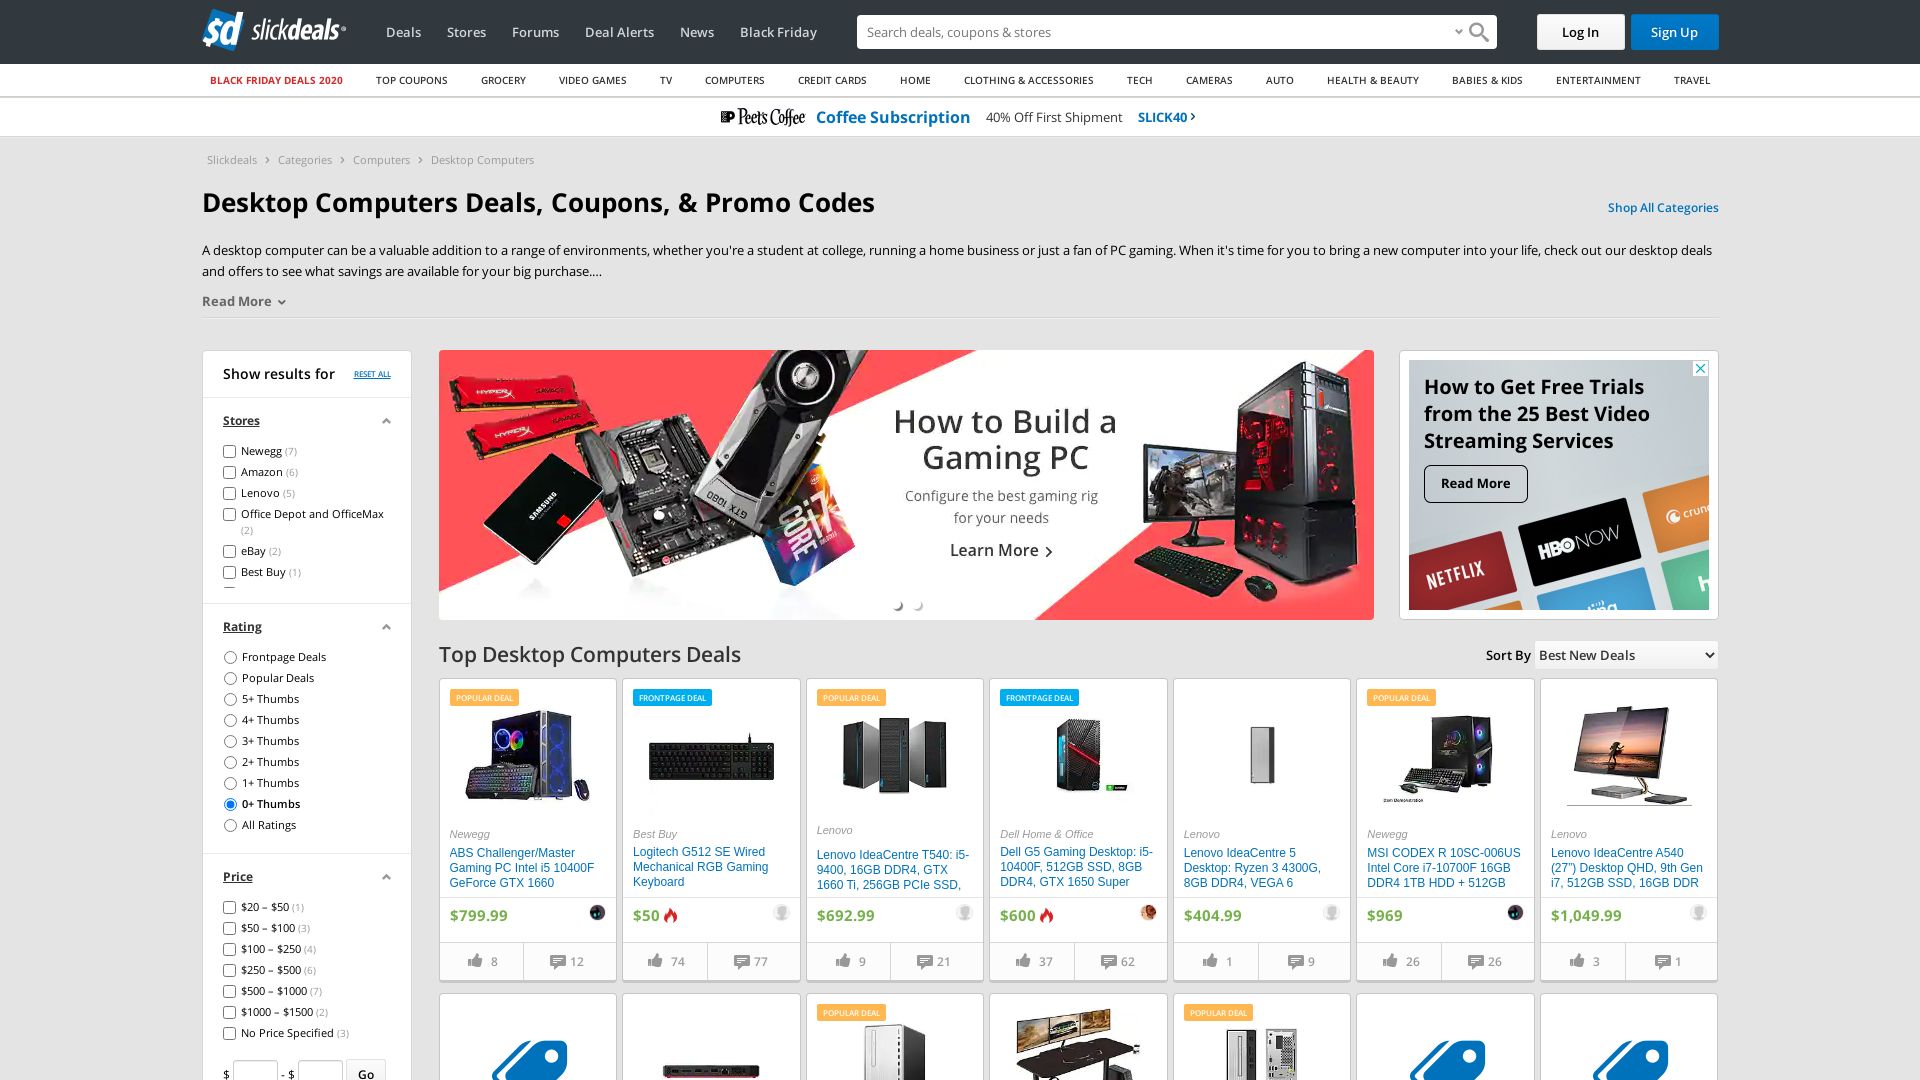 slickdeals
Deals
Stores
Forums
Deal Alerts
News
Black Friday
Search deals, coupons & stores
Log In
Sign Up
BLACK FRIDAY DEALS 2020
TOP COUPONS
GROCERY
VIDEO GAMES
TV
COMPUTERS
CREDIT CARDS
HOME
CLOTHING & ACCESSORIES
TECH
CAMERAS
AUTO
HEALTH & BEAUTY
BABIES & KIDS
ENTERTAINMENT
TRAVEL
Peet's Coffee
Coffee Subscription
40% Off First Shipment
SLICK40
Slickdeals
Categories
Computers
Desktop Computers
Desktop Computers Deals, Coupons, & Promo Codes
Shop All Categories
A desktop computer can be a valuable addition to a range of environments, whether you're a student at college, running a home business or just a fan of PC gaming. When it's time for you to bring a new computer into your life, check out our desktop deals
and offers to see what savings are available for your big purchase....
Read More
Show results for
RESET ALL
Stores
Newegg (7)
Amazon (6)
Lenovo (5)
Office Depot and OfficeMax
(2)
eBay (2)
Best Buy (1)
Rating
Frontpage Deals
Popular Deals
5+ Thumbs
4+ Thumbs
3+ Thumbs
2+ Thumbs
1+ Thumbs
0+ Thumbs
All Ratings
Price
$20 – $50 (1)
$50 – $100 (3)
$100 – $250 (4)
$250 – $500 (6)
$500 – $1000 (7)
$1000 – $1500 (2)
No Price Specified (3)
$
- $
Go
HYPERX
SAVAGE
HYPERX
SAMSUNG
GTX 1080
CORE
i7
How to Build a
Gaming PC
Configure the best gaming rig
for your needs
Learn More
How to Get Free Trials
from the 25 Best Video
Streaming Services
Read More
NETFLIX
HBO NOW
crunc
Top Desktop Computers Deals
Sort By
Best New Deals
POPULAR DEAL
Newegg
ABS Challenger/Master
Gaming PC Intel i5 10400F
GeForce GTX 1660
$799.99
8
12
FRONTPAGE DEAL
Best Buy
Logitech G512 SE Wired
Mechanical RGB Gaming
Keyboard
$50
74
77
POPULAR DEAL
Lenovo
Lenovo IdeaCentre T540: i5-
9400, 16GB DDR4, GTX
1660 Ti, 256GB PCIe SSD,
$692.99
9
21
FRONTPAGE DEAL
Dell Home & Office
Dell G5 Gaming Desktop: i5-
10400F, 512GB SSD, 8GB
DDR4, GTX 1650 Super
$600
37
62
Lenovo
Lenovo IdeaCentre 5
Desktop: Ryzen 3 4300G,
8GB DDR4, VEGA 6
$404.99
1
9
POPULAR DEAL
Item Demonstration
Newegg
MSI CODEX R 10SC-006US
Intel Core i7-10700F 16GB
DDR4 1TB HDD + 512GB
$969
26
26
Lenovo
Lenovo IdeaCentre A540
(27”) Desktop QHD, 9th Gen
i7, 512GB SSD, 16GB DDR
$1,049.99
3
1
POPULAR DEAL
POPULAR DEAL